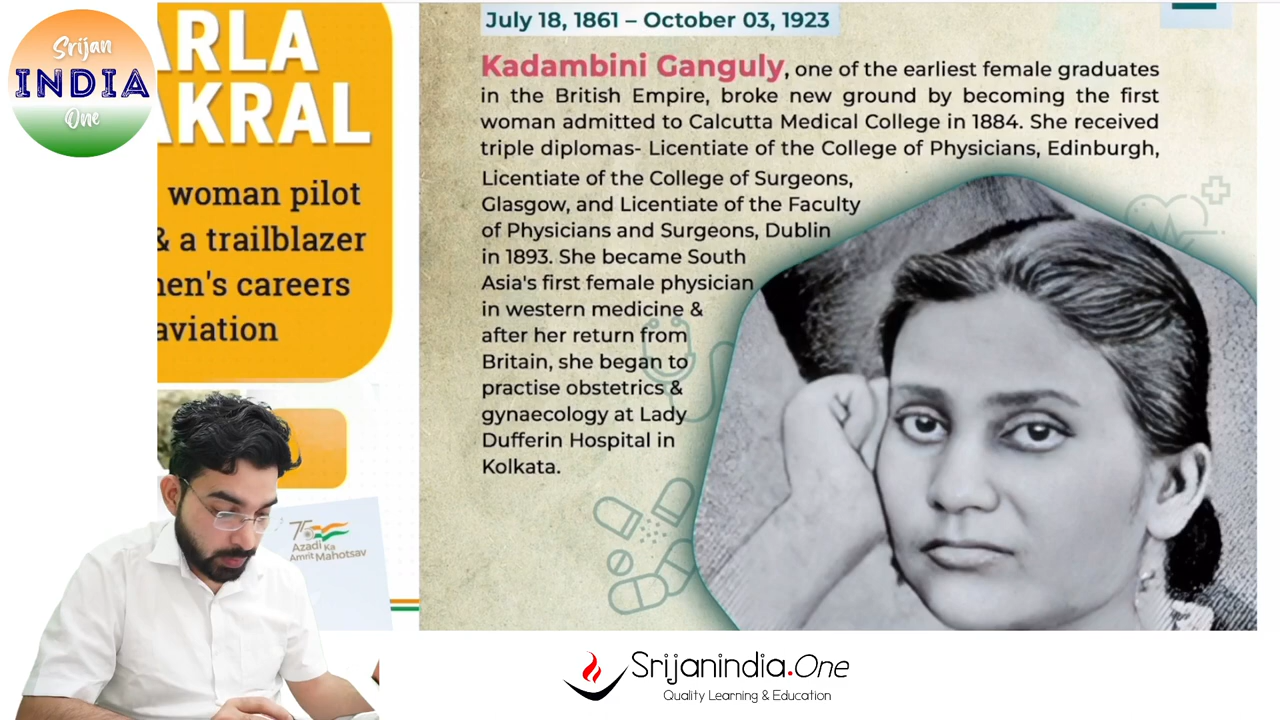 Srijan
INDIA
One
ARLA
AKRAL
woman pilot
& a trailblazer
men's careers
aviation
75
Azadi Ka
Amrit Mahotsav
July 18, 1861 – October 03, 1923
Kadambini Ganguly, one of the earliest female graduates
in the British Empire, broke new ground by becoming the first
woman admitted to Calcutta Medical College in 1884. She received
triple diplomas- Licentiate of the College of Physicians, Edinburgh,
Licentiate of the College of Surgeons,
Glasgow, and Licentiate of the Faculty
of Physicians and Surgeons, Dublin
in 1893. She became South
Asia's first female physician
in western medicine &
after her return from
Britain, she began to
practise obstetrics &
gynaecology at Lady
Dufferin Hospital in
Kolkata.
SrijanIndia.One
Quality Learning & Education